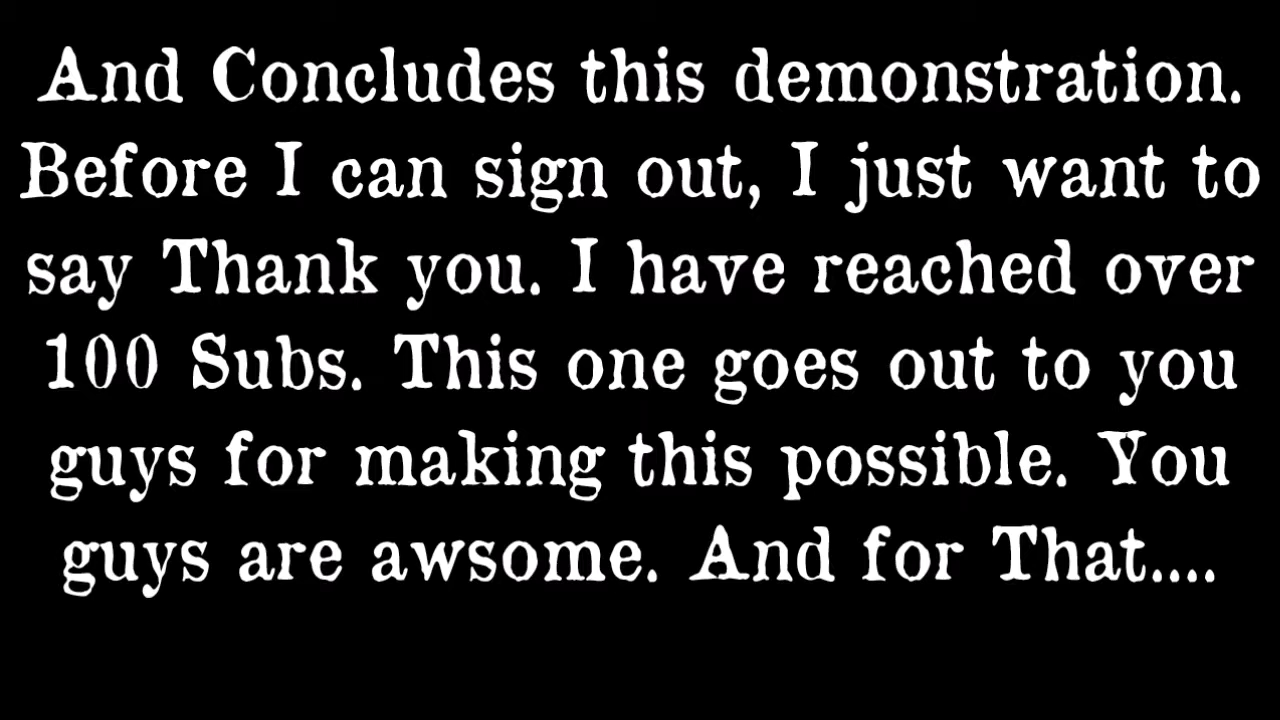 And Concludes this demonstration.
Before I can sign out, I just want to
say Thank you. I have reached over
100 Subs. This one goes out to you
guys for making this possible. You
guys are awsome. And for That....